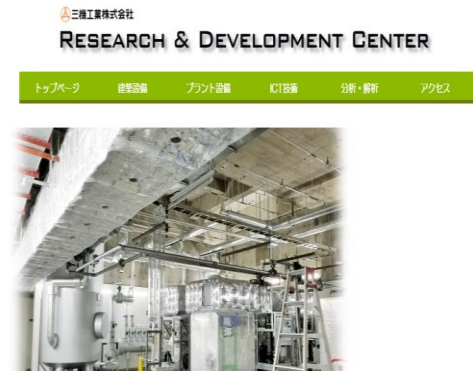 三機工業株式会社
RESEARCH & DEVELOPMENT CENTER
トップページ 建築設備 プラント設備 ICT技術 分析・解析 アクセス